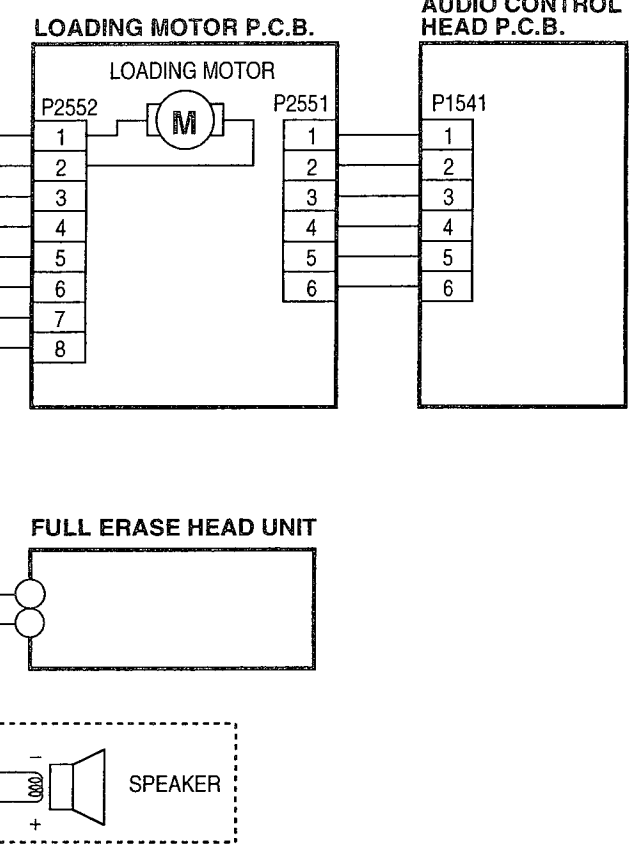 LOADING MOTOR P.C.B.
LOADING MOTOR
P2552
M
P2551
1
2
3
4
5
6
7
8
1
2
3
4
5
6
AUDIO CONTROL
HEAD P.C.B.
P1541
1
2
3
4
5
6
FULL ERASE HEAD UNIT
−
+
SPEAKER